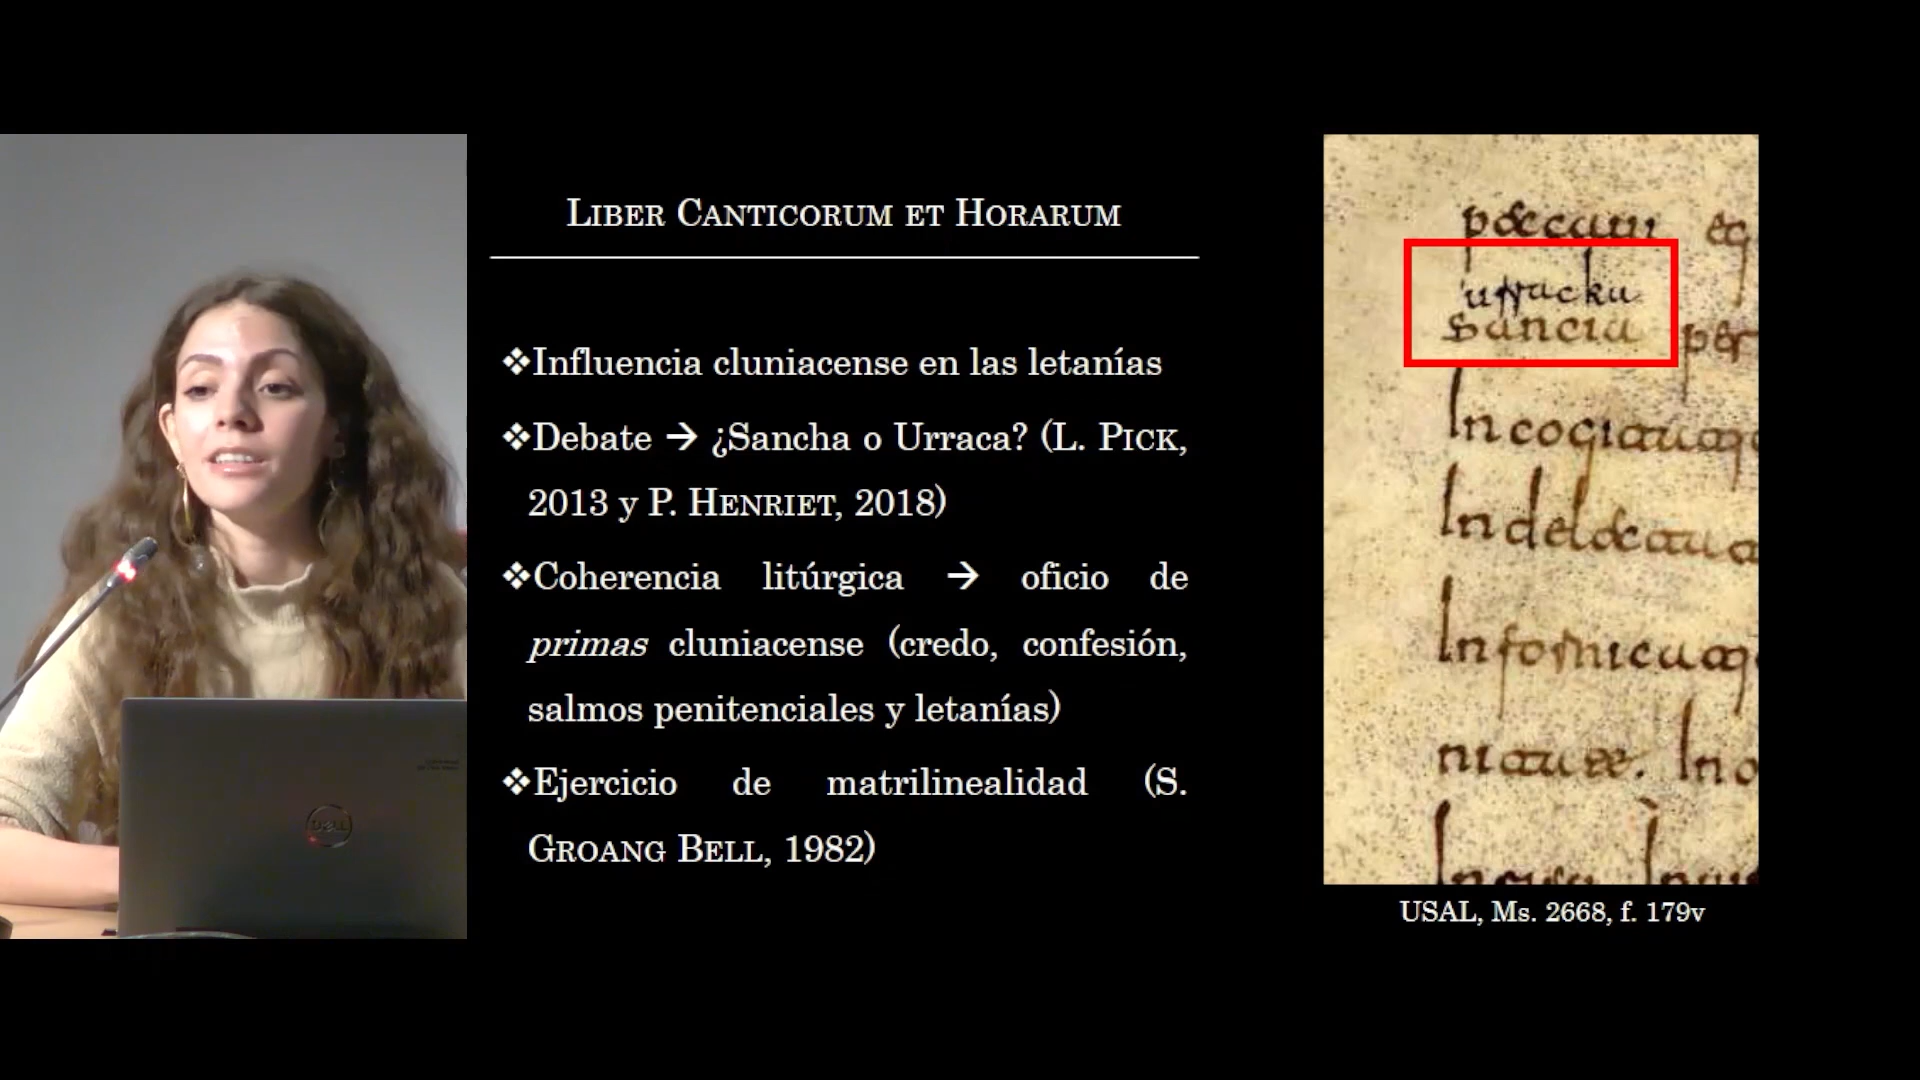 LIBER CANTICORUM ET HORARUM
❖Influencia cluniacense en las letanías
❖Debate → ¿Sancha o Urraca? (L. PICK,
2013 y P. HENRIET, 2018)
❖Coherencia litúrgica → oficio de
primas cluniacense (credo, confesión,
salmos penitenciales y letanías)
❖Ejercicio de matrilinealidad (S.
GROANG BELL, 1982)
urracka
sancia
USAL, Ms. 2668, f. 179v
DELL